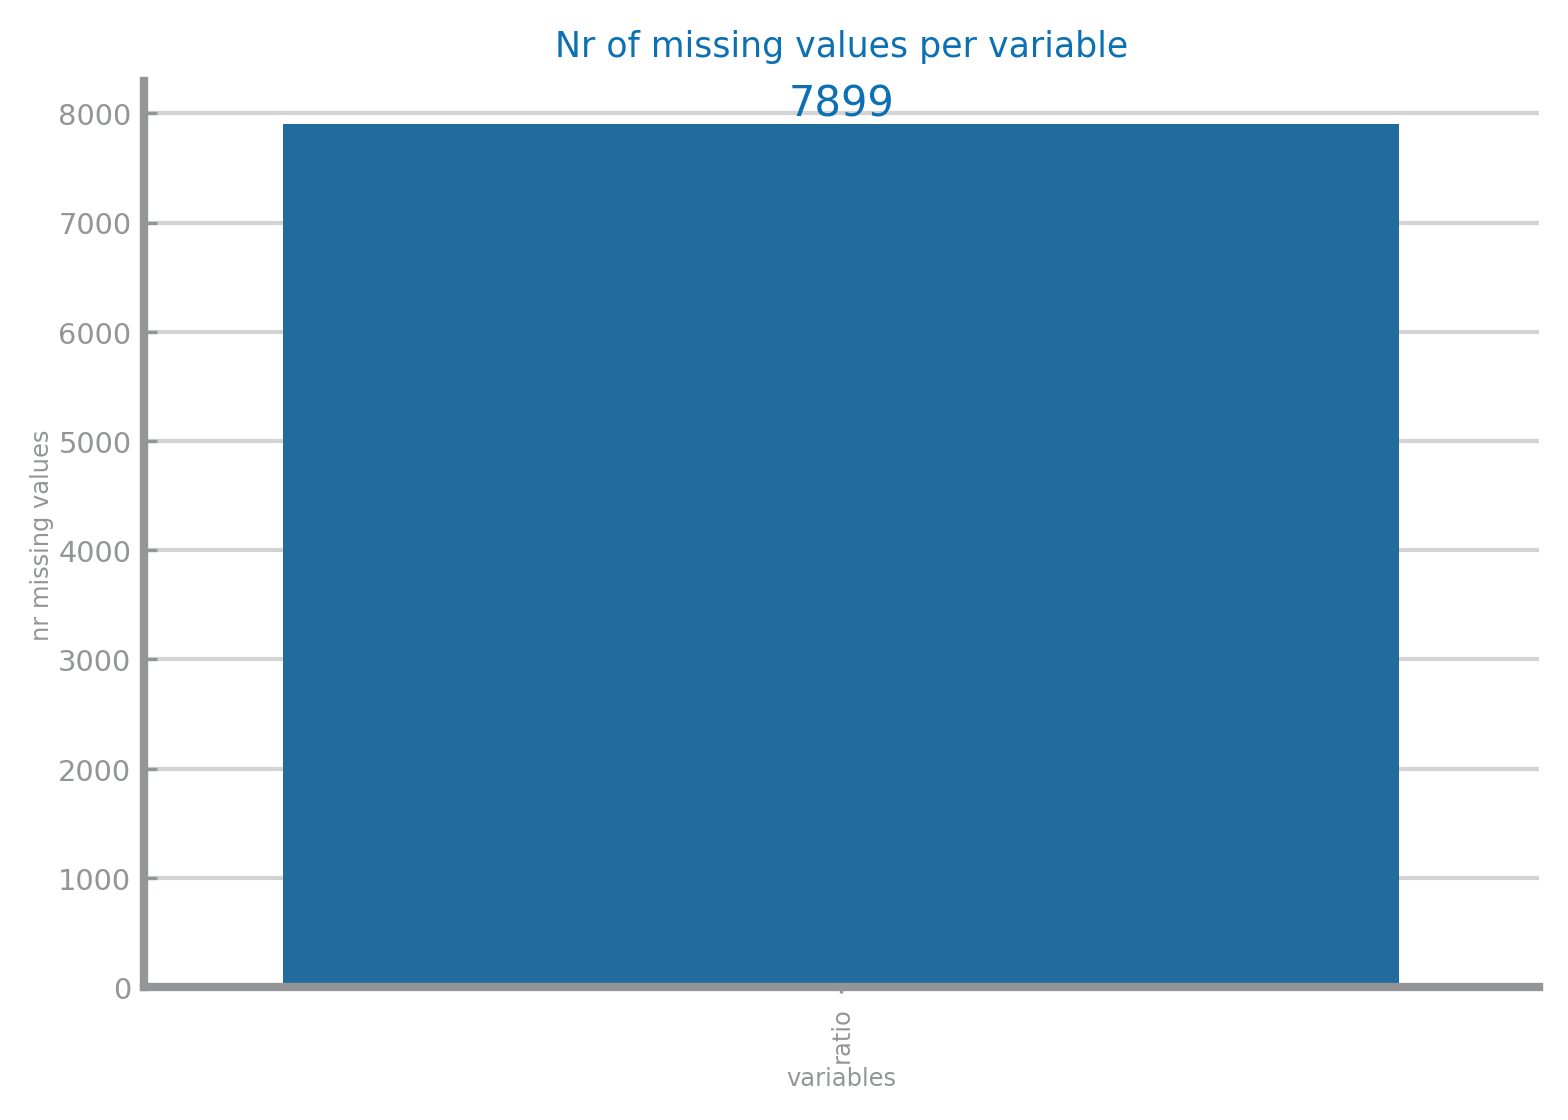 Nr of missing values per variable
7899
8000
7000
6000
5000
4000
3000
2000
1000
0
nr missing values
ratio
variables